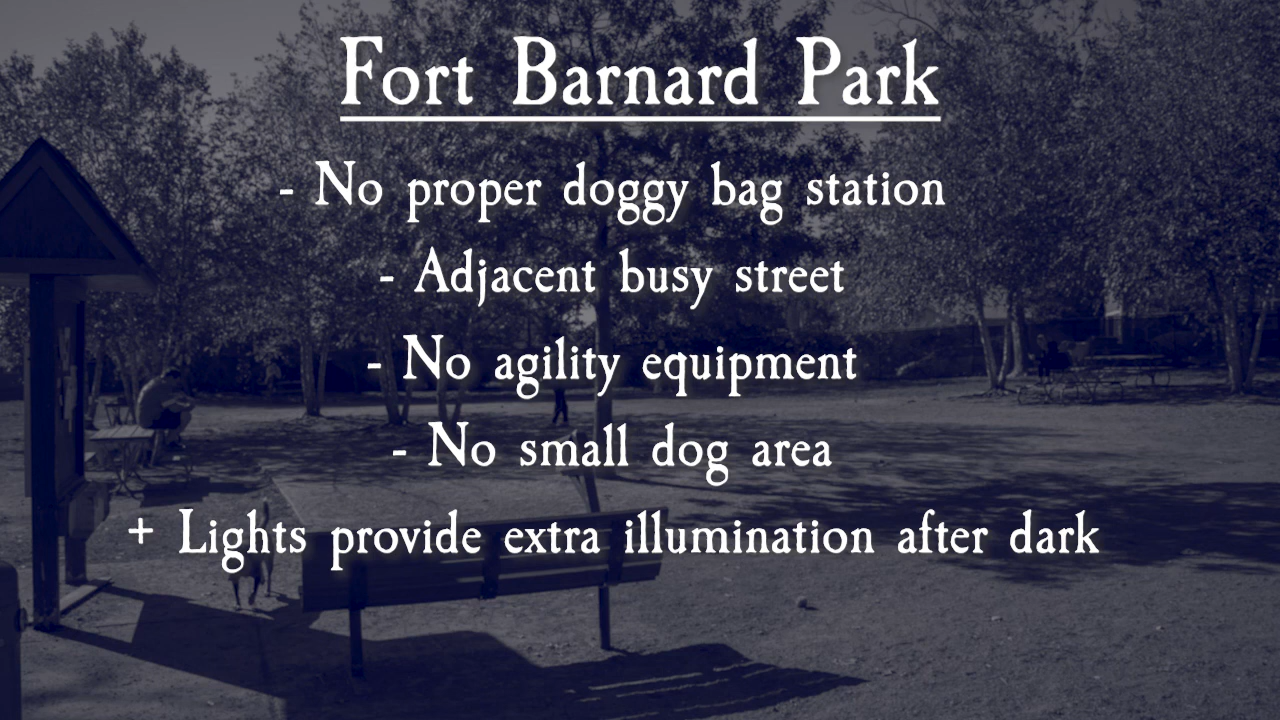 Fort Barnard Park
- No proper doggy bag station
- Adjacent busy street
- No agility equipment
- No small dog area
+ Lights provide extra illumination after dark